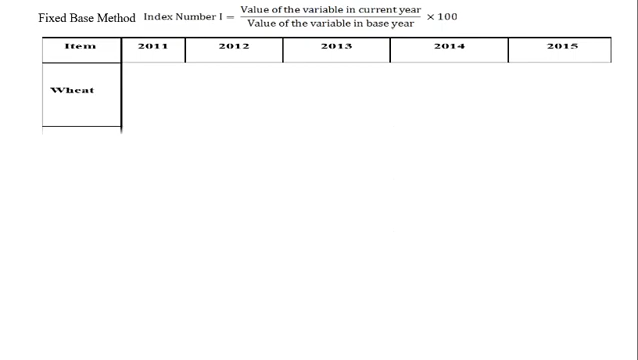 Fixed Base Method Index Number I = Value of the variable in current year / Value of the variable in base year × 100
Item 2011 2012 2013 2014 2015
Wheat